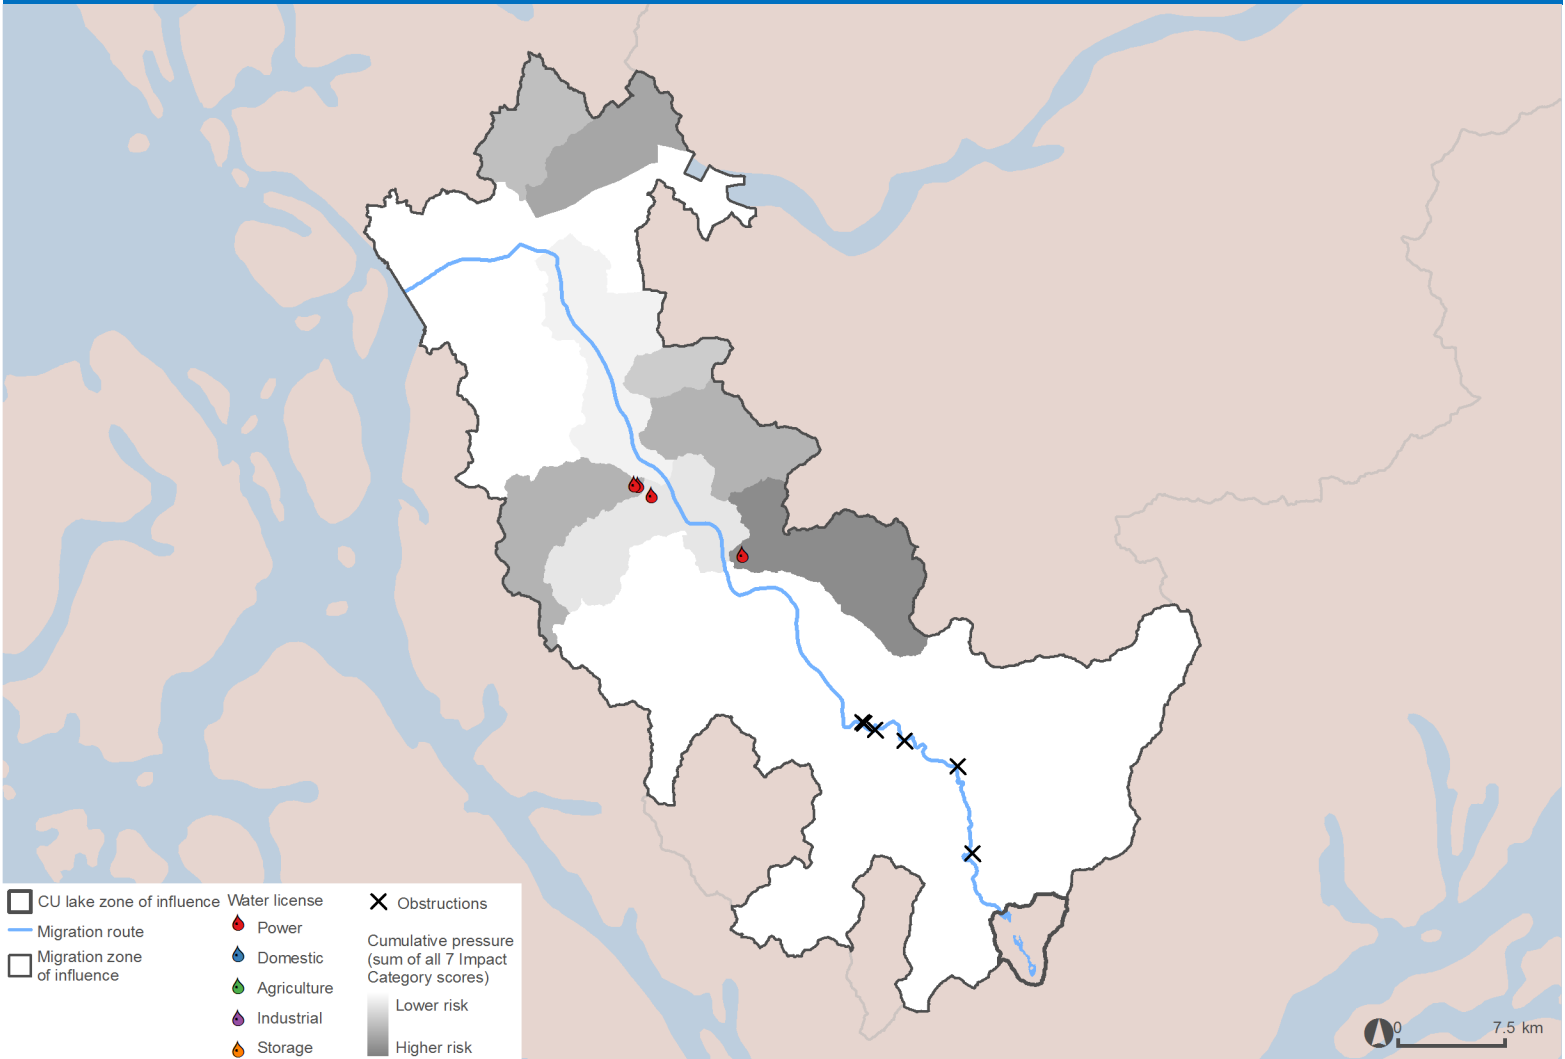 CU lake zone of influence
Migration route
Migration zone
of influence
Water license
Power
Domestic
Agriculture
Industrial
Storage
Obstructions
Cumulative pressure
(sum of all 7 Impact
Category scores)
Lower risk
Higher risk
0 7.5 km